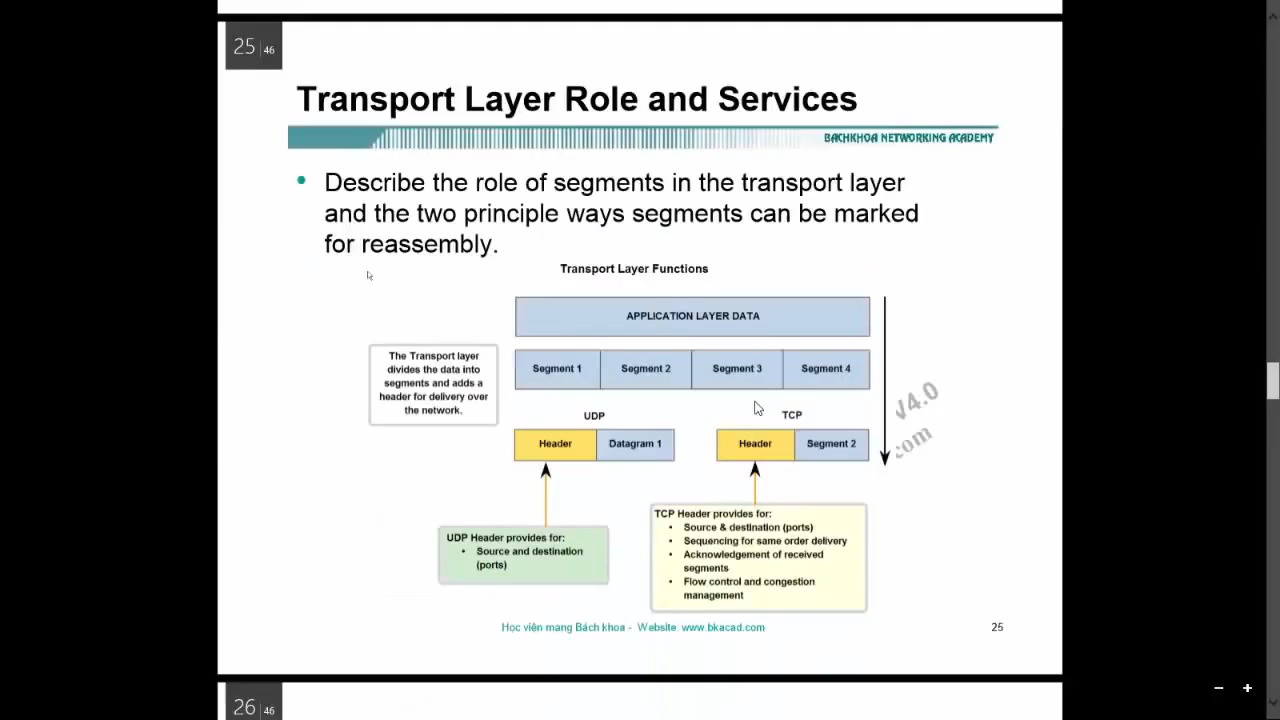 25 | 46
Transport Layer Role and Services
BACHKHOA NETWORKING ACADEMY
• Describe the role of segments in the transport layer
and the two principle ways segments can be marked
for reassembly.
Transport Layer Functions
APPLICATION LAYER DATA
The Transport layer
divides the data into
segments and adds a
header for delivery over
the network.
Segment 1 Segment 2 Segment 3 Segment 4
UDP TCP
Header Datagram 1 Header Segment 2
V4.0
.com
UDP Header provides for:
• Source and destination
(ports)
TCP Header provides for:
• Source & destination (ports)
• Sequencing for same order delivery
• Acknowledgement of received
segments
• Flow control and congestion
management
Học viện mạng Bách khoa - Website: www.bkacad.com
25
26 | 46